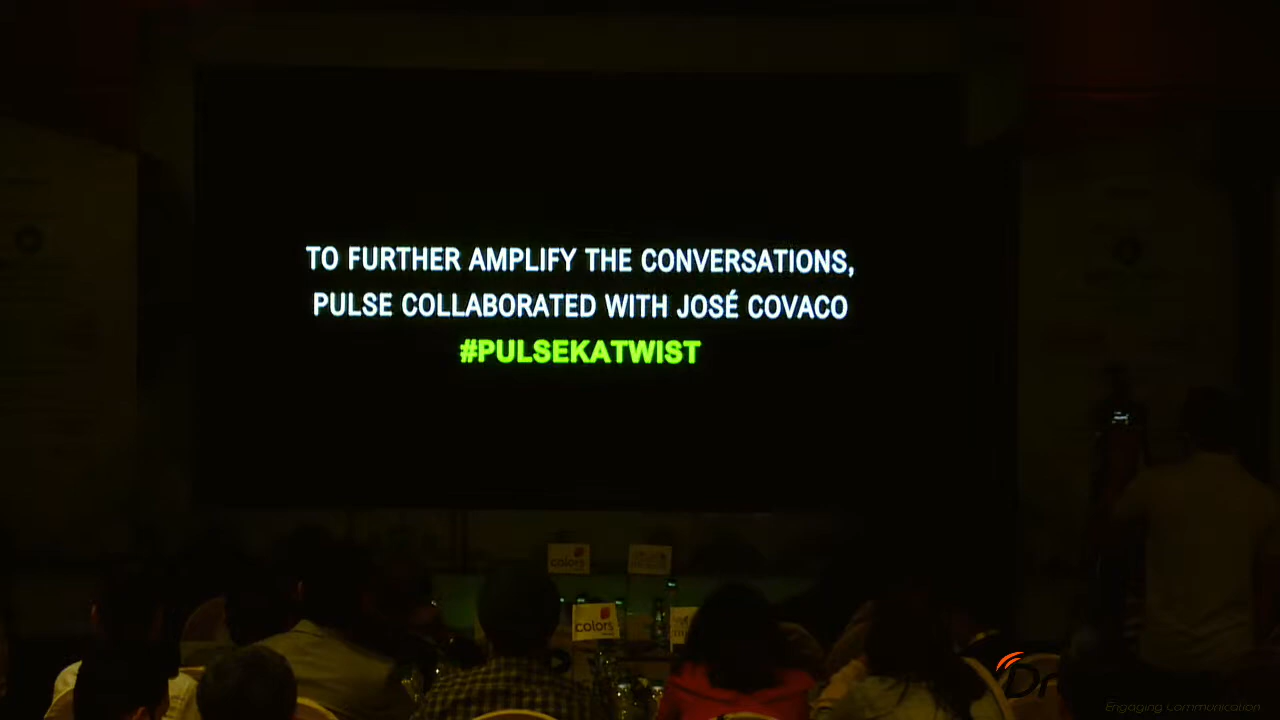 TO FURTHER AMPLIFY THE CONVERSATIONS,
PULSE COLLABORATED WITH JOSÉ COVACO
#PULSEKATWIST
colors
colors
Engaging Communication